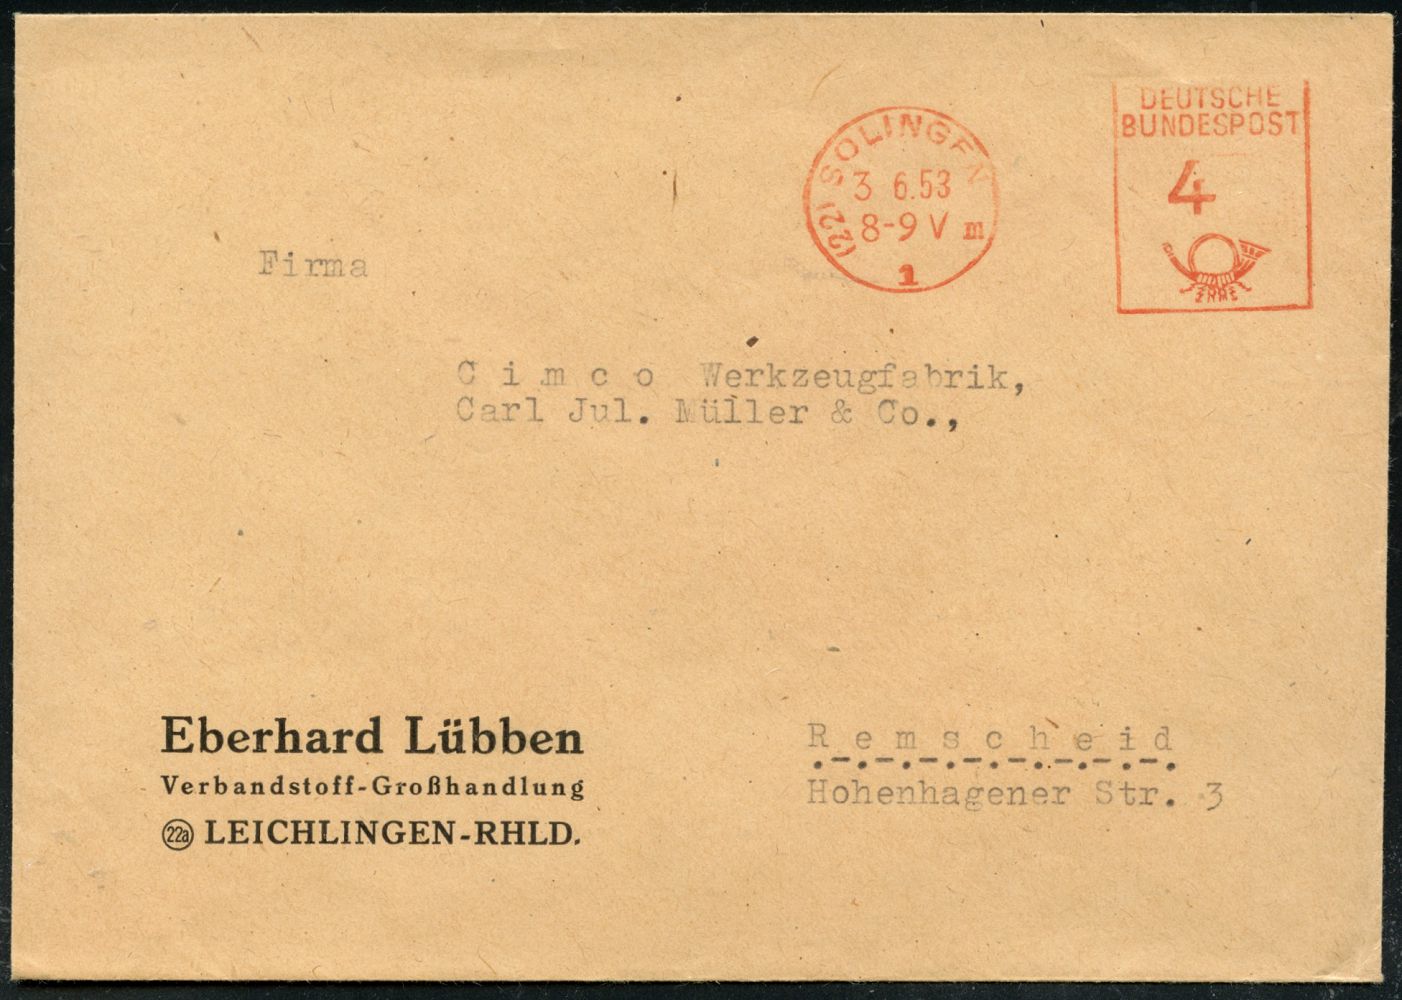 DEUTSCHE
BUNDESPOST
4
(22) SOLINGEN
3 6.53
8-9 V m
1
Firma
C i m c o Werkzeugfabrik,
Carl Jul. Müller & Co.,
Eberhard Lübben
Verbandstoff-Großhandlung
22a LEICHLINGEN-RHLD.
R e m s c h e i d
Hohenhagener Str. 3